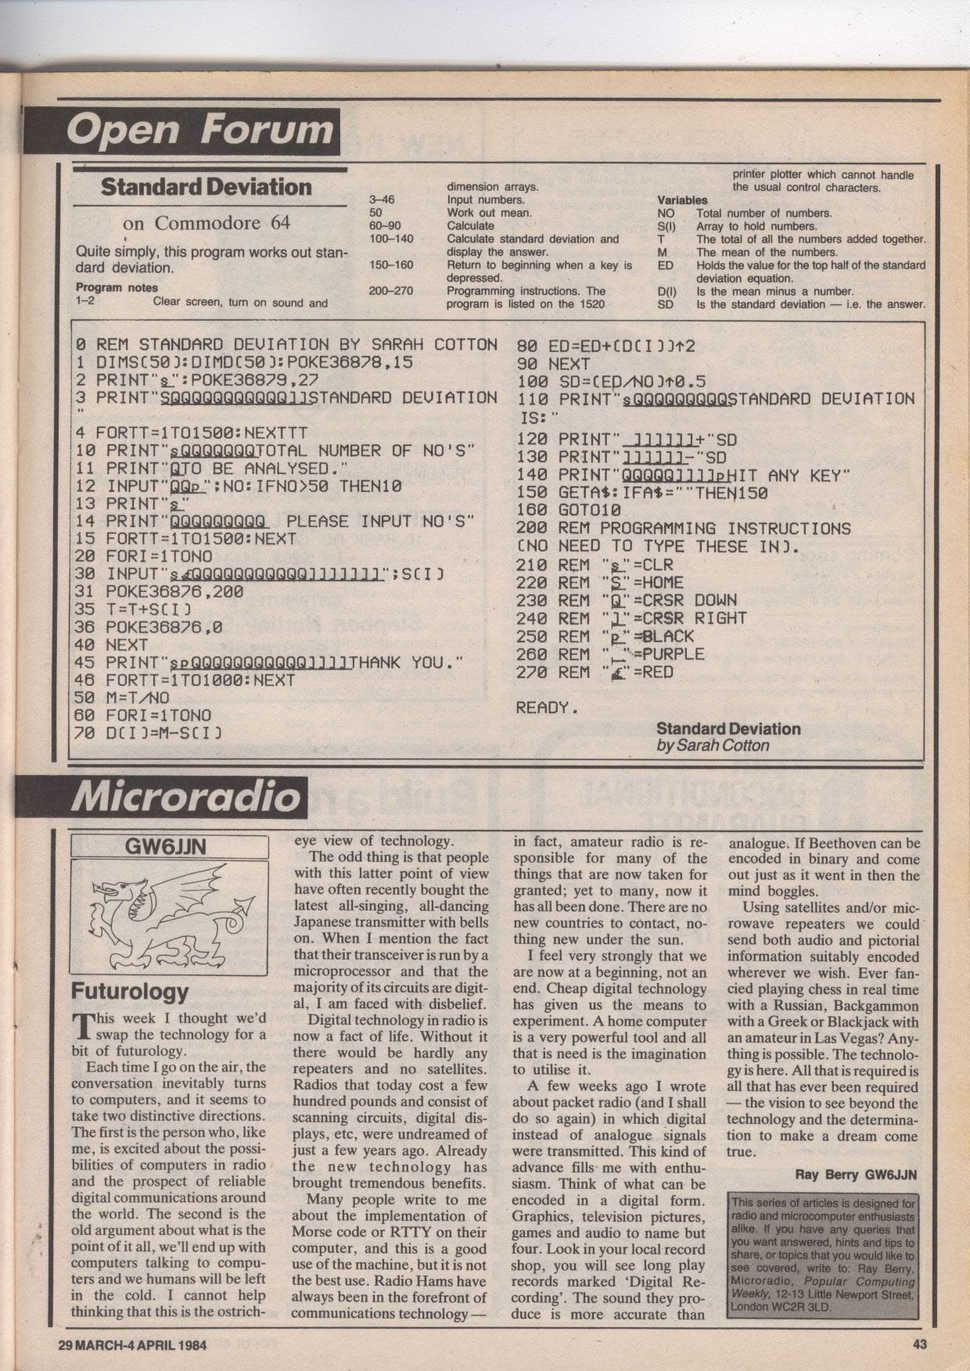 Open Forum
Standard Deviation
on Commodore 64
Quite simply, this program works out stan-
dard deviation.
Program notes
1–2 Clear screen, turn on sound and
dimension arrays.
3–46 Input numbers.
50 Work out mean.
60–90 Calculate
100–140 Calculate standard deviation and
display the answer.
150–160 Return to beginning when a key is
depressed.
200–270 Programming instructions. The
program is listed on the 1520
printer plotter which cannot handle
the usual control characters.
Variables
NO Total number of numbers.
S(I) Array to hold numbers.
T The total of all the numbers added together.
M The mean of the numbers.
ED Holds the value for the top half of the standard
deviation equation.
D(I) Is the mean minus a number.
SD Is the standard deviation — i.e. the answer.
0 REM STANDARD DEVIATION BY SARAH COTTON
1 DIMS(50):DIMD(50):POKE36878,15
2 PRINT"s_":POKE36879,27
3 PRINT"SQQQQQQQQQQQQ]]STANDARD DEVIATION
"
4 FORTT=1TO1500:NEXTTT
10 PRINT"sQQQQQQQTOTAL NUMBER OF NO'S"
11 PRINT"QTO BE ANALYSED."
12 INPUT"QQp_";NO:IFNO>50 THEN10
13 PRINT"s_"
14 PRINT"QQQQQQQQQ  PLEASE INPUT NO'S"
15 FORTT=1TO1500:NEXT
20 FORI=1TONO
30 INPUT"s£QQQQQQQQQQQ]]]]]]]";S(I)
31 POKE36876,200
35 T=T+S(I)
36 POKE36876,0
40 NEXT
45 PRINT"spQQQQQQQQQQQ]]]]THANK YOU."
46 FORTT=1TO1000:NEXT
50 M=T/NO
60 FORI=1TONO
70 D(I)=M-S(I)
80 ED=ED+(D(I))↑2
90 NEXT
100 SD=(ED/NO)↑0.5
110 PRINT"sQQQQQQQQQSTANDARD DEVIATION
IS:"
120 PRINT"_]]]]]]+"SD
130 PRINT"]]]]]]-"SD
140 PRINT"QQQQQ]]]]pHIT ANY KEY"
150 GETA$:IFA$=""THEN150
160 GOTO10
200 REM PROGRAMMING INSTRUCTIONS
(NO NEED TO TYPE THESE IN).
210 REM "s_"=CLR
220 REM "S_"=HOME
230 REM "Q_"=CRSR DOWN
240 REM "]_"=CRSR RIGHT
250 REM "p_"=BLACK
260 REM "_"=PURPLE
270 REM "£"=RED
READY.
Standard Deviation
by Sarah Cotton
Microradio
GW6JJN
Futurology
This week I thought we'd
swap the technology for a
bit of futurology.
Each time I go on the air, the
conversation inevitably turns
to computers, and it seems to
take two distinctive directions.
The first is the person who, like
me, is excited about the possi-
bilities of computers in radio
and the prospect of reliable
digital communications around
the world. The second is the
old argument about what is the
point of it all, we'll end up with
computers talking to compu-
ters and we humans will be left
in the cold. I cannot help
thinking that this is the ostrich-
eye view of technology.
The odd thing is that people
with this latter point of view
have often recently bought the
latest all-singing, all-dancing
Japanese transmitter with bells
on. When I mention the fact
that their transceiver is run by a
microprocessor and that the
majority of its circuits are digit-
al, I am faced with disbelief.
Digital technology in radio is
now a fact of life. Without it
there would be hardly any
repeaters and no satellites.
Radios that today cost a few
hundred pounds and consist of
scanning circuits, digital dis-
plays, etc, were undreamed of
just a few years ago. Already
the new technology has
brought tremendous benefits.
Many people write to me
about the implementation of
Morse code or RTTY on their
computer, and this is a good
use of the machine, but it is not
the best use. Radio Hams have
always been in the forefront of
communications technology —
in fact, amateur radio is re-
sponsible for many of the
things that are now taken for
granted; yet to many, now it
has all been done. There are no
new countries to contact, no-
thing new under the sun.
I feel very strongly that we
are now at a beginning, not an
end. Cheap digital technology
has given us the means to
experiment. A home computer
is a very powerful tool and all
that is need is the imagination
to utilise it.
A few weeks ago I wrote
about packet radio (and I shall
do so again) in which digital
instead of analogue signals
were transmitted. This kind of
advance fills me with enthu-
siasm. Think of what can be
encoded in a digital form.
Graphics, television pictures,
games and audio to name but
four. Look in your local record
shop, you will see long play
records marked 'Digital Re-
cording'. The sound they pro-
duce is more accurate than
analogue. If Beethoven can be
encoded in binary and come
out just as it went in then the
mind boggles.
Using satellites and/or mic-
rowave repeaters we could
send both audio and pictorial
information suitably encoded
wherever we wish. Ever fan-
cied playing chess in real time
with a Russian, Backgammon
with a Greek or Blackjack with
an amateur in Las Vegas? Any-
thing is possible. The technolo-
gy is here. All that is required is
all that has ever been required
— the vision to see beyond the
technology and the determina-
tion to make a dream come
true.
Ray Berry GW6JJN
This series of articles is designed for
radio and microcomputer enthusiasts
alike. If you have any queries that
you want answered, hints and tips to
share, or topics that you would like to
see covered, write to: Ray Berry,
Microradio, Popular Computing
Weekly, 12-13 Little Newport Street,
London WC2R 3LD.
29 MARCH-4 APRIL 1984
43